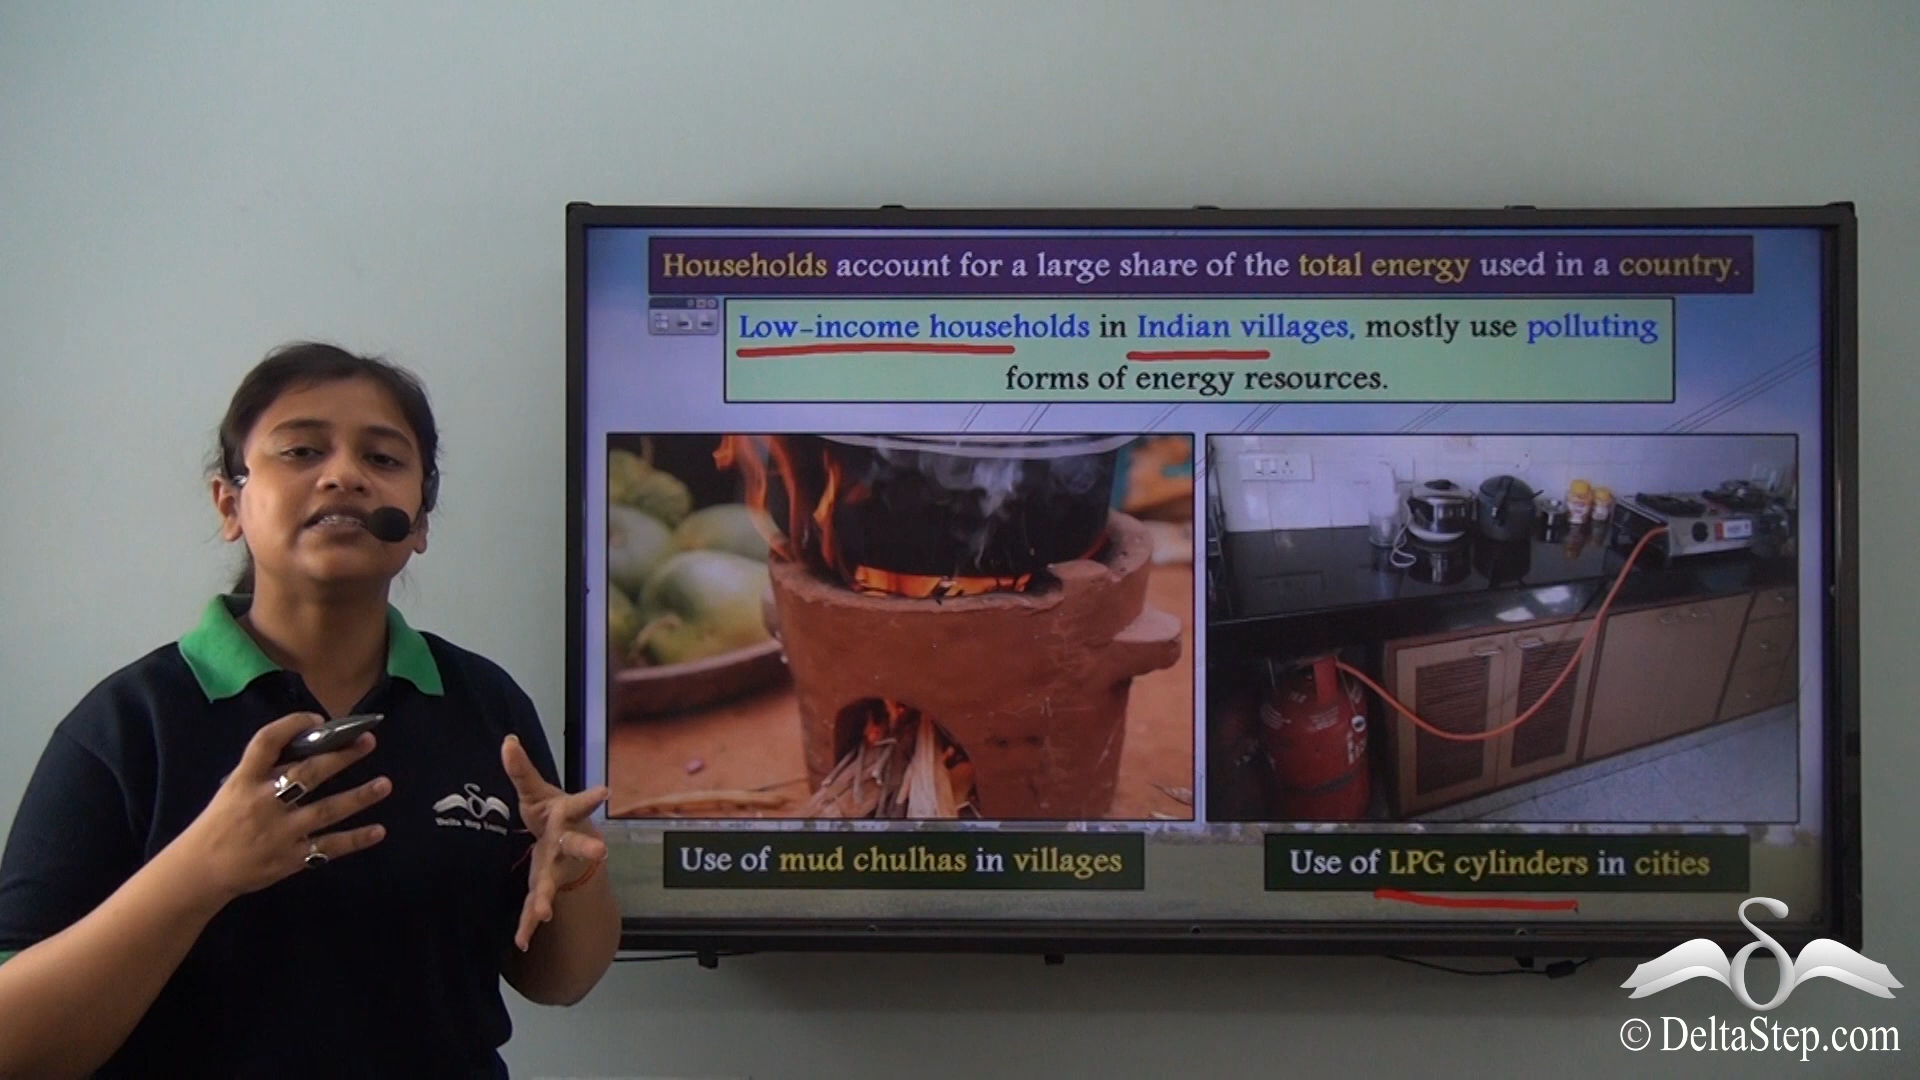 Households account for a large share of the total energy used in a country.
Low-income households in Indian villages, mostly use polluting
forms of energy resources.
Use of mud chulhas in villages
Use of LPG cylinders in cities
Delta Step
© DeltaStep.com